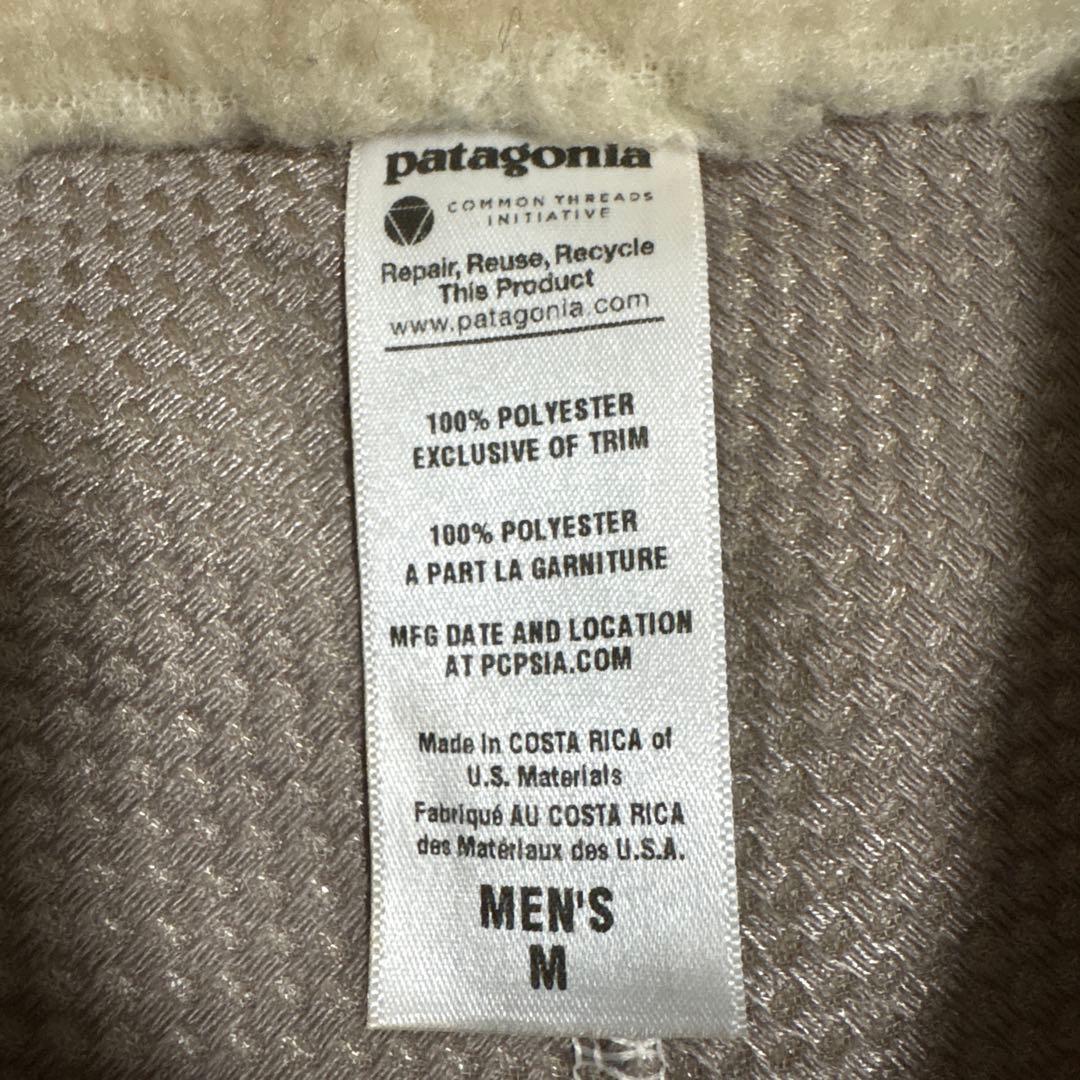 patagonia
COMMON THREADS
INITIATIVE
Repair, Reuse, Recycle
This Product
www.patagonia.com
100% POLYESTER
EXCLUSIVE OF TRIM
100% POLYESTER
A PART LA GARNITURE
MFG DATE AND LOCATION
AT PCPSIA.COM
Made in COSTA RICA of
U.S. Materials
Fabriqué AU COSTA RICA
des Matériaux des U.S.A.
MEN'S
M